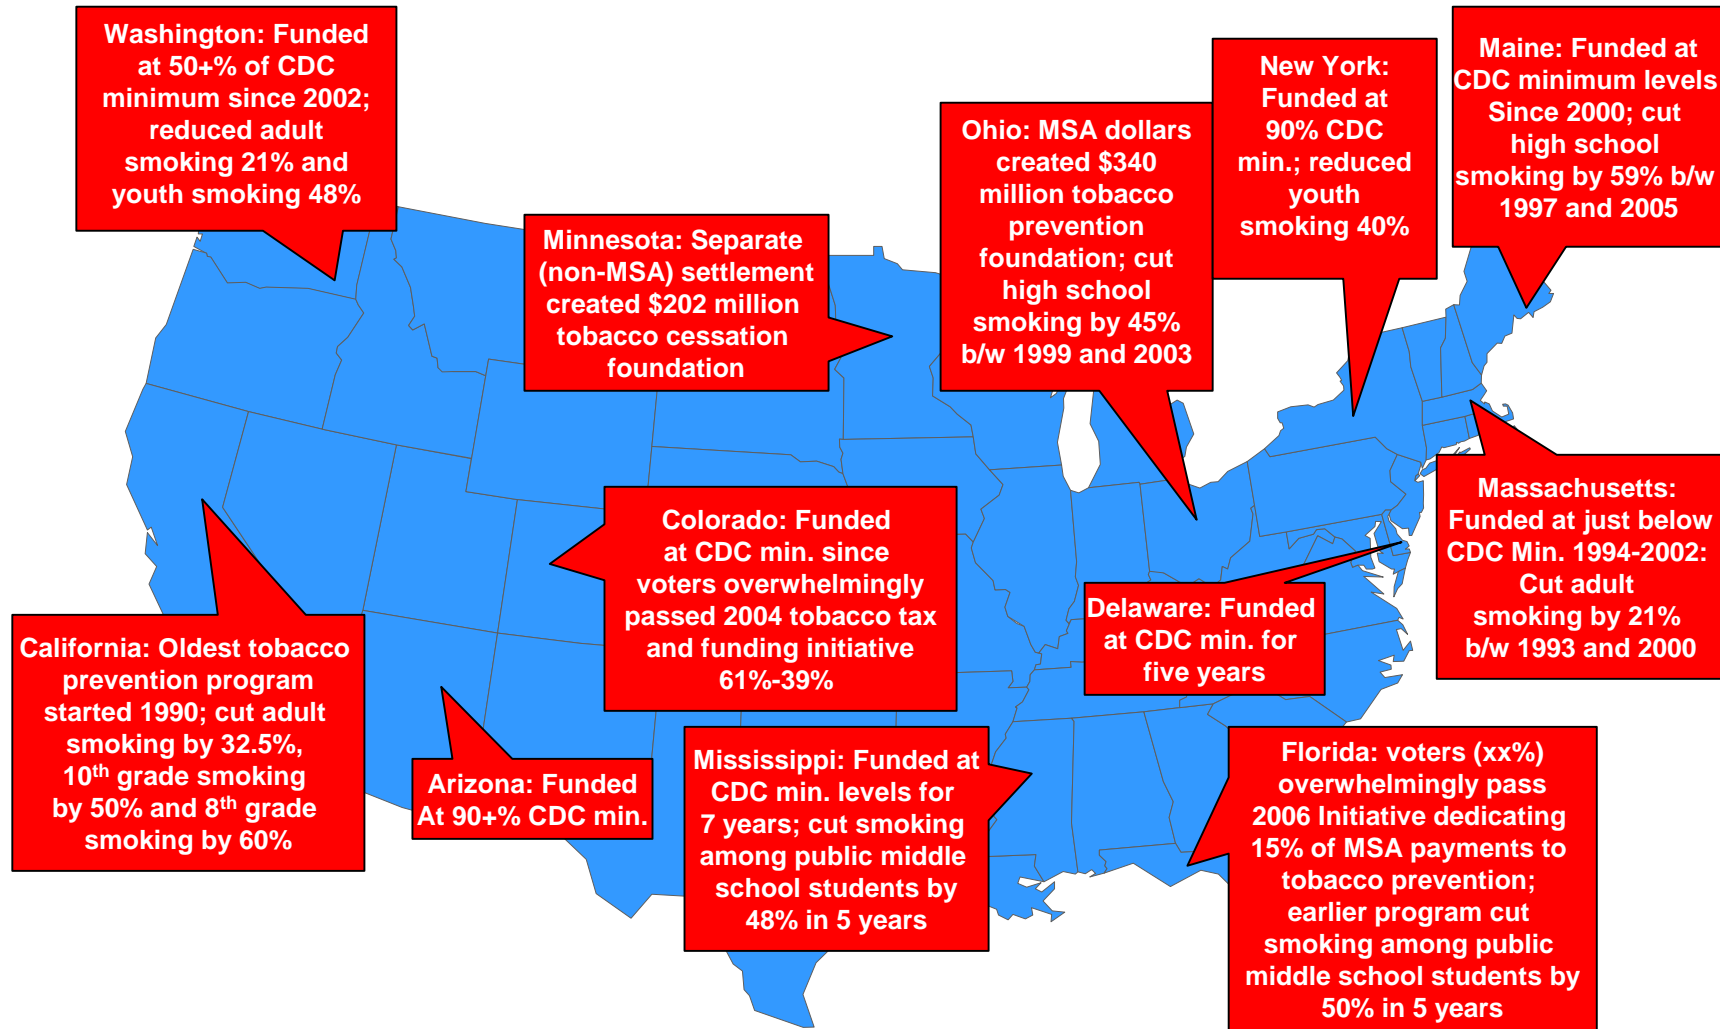 Washington: Funded
at 50+% of CDC
minimum since 2002;
reduced adult
smoking 21% and
youth smoking 48%
Minnesota: Separate
(non-MSA) settlement
created $202 million
tobacco cessation
foundation
Ohio: MSA dollars
created $340
million tobacco
prevention
foundation; cut
high school
smoking by 45%
b/w 1999 and 2003
New York:
Funded at
90% CDC
min.; reduced
youth
smoking 40%
Maine: Funded at
CDC minimum levels
Since 2000; cut
high school
smoking by 59% b/w
1997 and 2005
California: Oldest tobacco
prevention program
started 1990; cut adult
smoking by 32.5%,
10th grade smoking
by 50% and 8th grade
smoking by 60%
Arizona: Funded
At 90+% CDC min.
Colorado: Funded
at CDC min. since
voters overwhelmingly
passed 2004 tobacco tax
and funding initiative
61%-39%
Mississippi: Funded at
CDC min. levels for
7 years; cut smoking
among public middle
school students by
48% in 5 years
Delaware: Funded
at CDC min. for
five years
Massachusetts:
Funded at just below
CDC Min. 1994-2002:
Cut adult
smoking by 21%
b/w 1993 and 2000
Florida: voters (xx%)
overwhelmingly pass
2006 Initiative dedicating
15% of MSA payments to
tobacco prevention;
earlier program cut
smoking among public
middle school students by
50% in 5 years